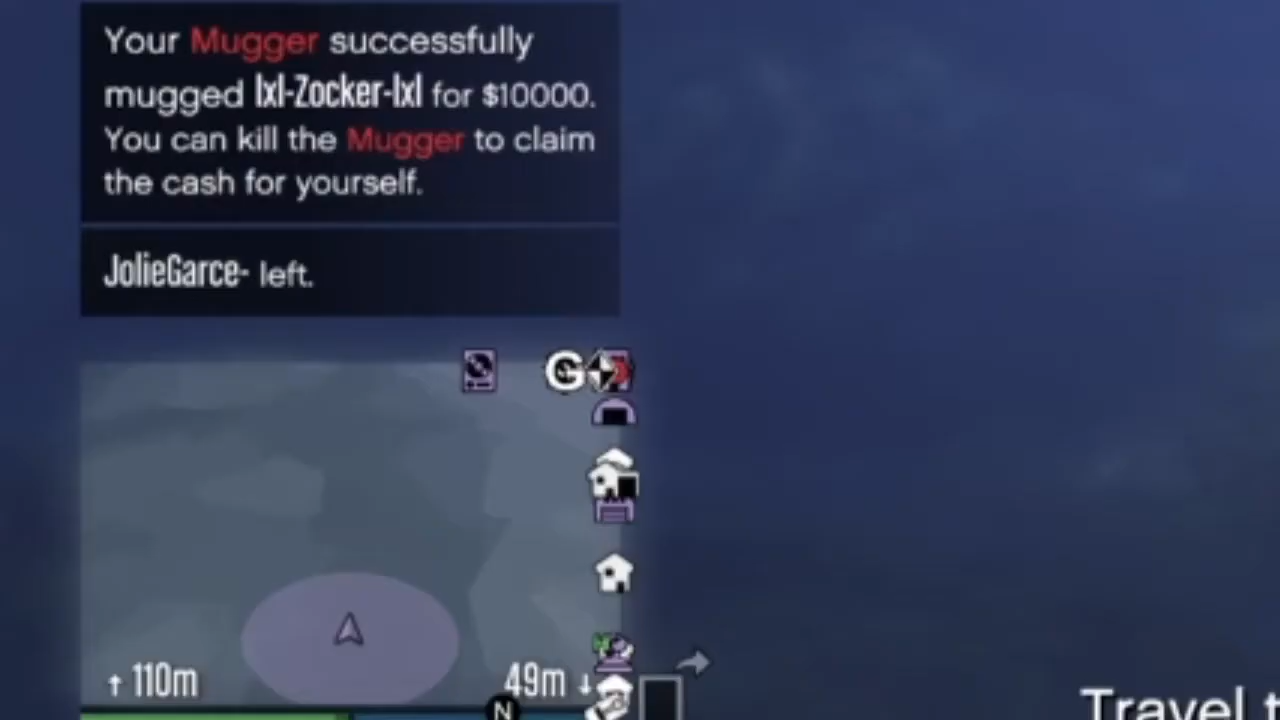 Your Mugger successfully
mugged lxl-Zocker-lxl for $10000.
You can kill the Mugger to claim
the cash for yourself.
JolieGarce- left.
G
↑ 110m
49m ↓
N
Travel t